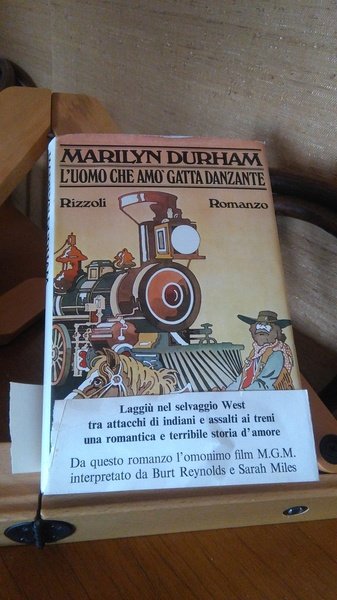 MARILYN DURHAM
L'UOMO CHE AMÒ GATTA DANZANTE
Rizzoli Romanzo
Laggiù nel selvaggio West
tra attacchi di indiani e assalti ai treni
una romantica e terribile storia d'amore
Da questo romanzo l'omonimo film M.G.M.
interpretato da Burt Reynolds e Sarah Miles